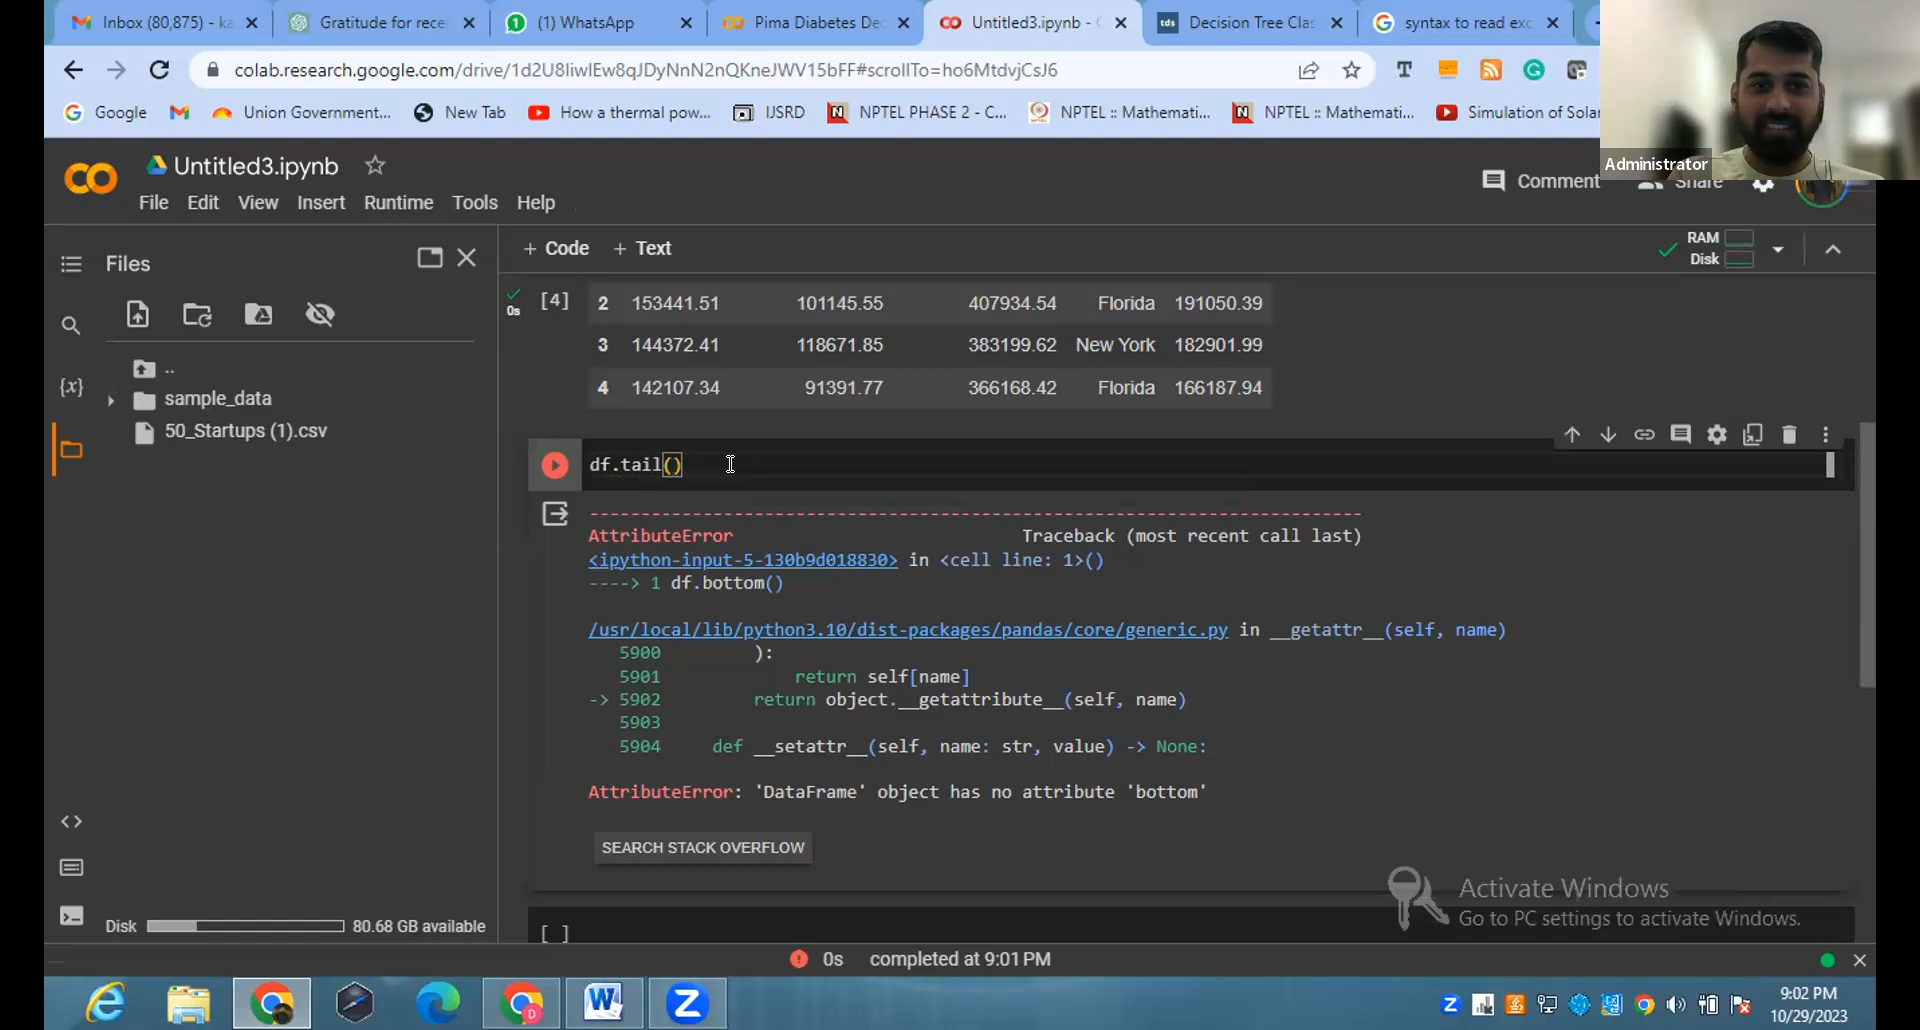 Inbox (80,875) - ka
Gratitude for rece
(1) WhatsApp
Pima Diabetes De
Untitled3.ipynb - C
tds
Decision Tree Clas
syntax to read exc
colab.research.google.com/drive/1d2U8IiwlEw8qJDyNnN2nQKneJWV15bFF#scrollTo=ho6MtdvjCsJ6
Google
Union Government...
New Tab
How a thermal pow...
IJSRD
NPTEL PHASE 2 - C...
NPTEL :: Mathemati...
NPTEL :: Mathemati...
Simulation of Solar
Administrator
Untitled3.ipynb
Comment
Share
File Edit View Insert Runtime Tools Help
Files
+ Code + Text
RAM
Disk
0s
[4]
2 153441.51 101145.55 407934.54 Florida 191050.39
3 144372.41 118671.85 383199.62 New York 182901.99
4 142107.34 91391.77 366168.42 Florida 166187.94
..
sample_data
50_Startups (1).csv
df.tail()
---------------------------------------------------------------------------
AttributeError Traceback (most recent call last)
<ipython-input-5-130b9d018830> in <cell line: 1>()
----> 1 df.bottom()
/usr/local/lib/python3.10/dist-packages/pandas/core/generic.py in __getattr__(self, name)
5900 ):
5901 return self[name]
-> 5902 return object.__getattribute__(self, name)
5903
5904 def __setattr__(self, name: str, value) -> None:
AttributeError: 'DataFrame' object has no attribute 'bottom'
SEARCH STACK OVERFLOW
Activate Windows
Go to PC settings to activate Windows.
Disk
80.68 GB available
[ ]
0s completed at 9:01 PM
9:02 PM
10/29/2023